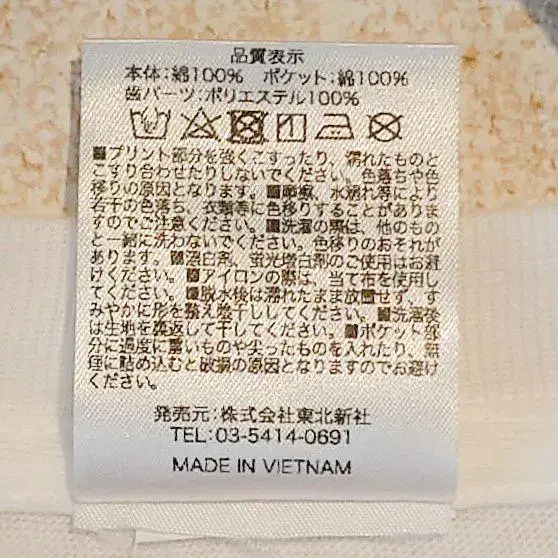 品質表示
本体：綿100%　ポケット：綿100%
歯パーツ：ポリエステル100%
■プリント部分を強くこすったり、濡れたものと
こすり合わせたりしないでください。色落ちや色
移りの原因となります。■摩擦、水濡れ等により
若干の色落ち、衣類等に色移りすることがありま
すのでご注意ください。■洗濯の際は、他のもの
と一緒に洗わないでください。色移りのおそれが
あります。■漂白剤、蛍光増白剤のご使用はお避
けください。■アイロンの際は、当て布を使用し
てください。■脱水後は濡れたまま放置せず、す
みやかに形を整え陰干ししてください。■洗濯後
は生地を裏返して干してください。■ポケット部
分に過度に重いものや尖ったものを入れたり、無
理に詰め込むと破損の原因となりますのでお避け
ください。
発売元：株式会社東北新社
TEL：03-5414-0691
MADE IN VIETNAM